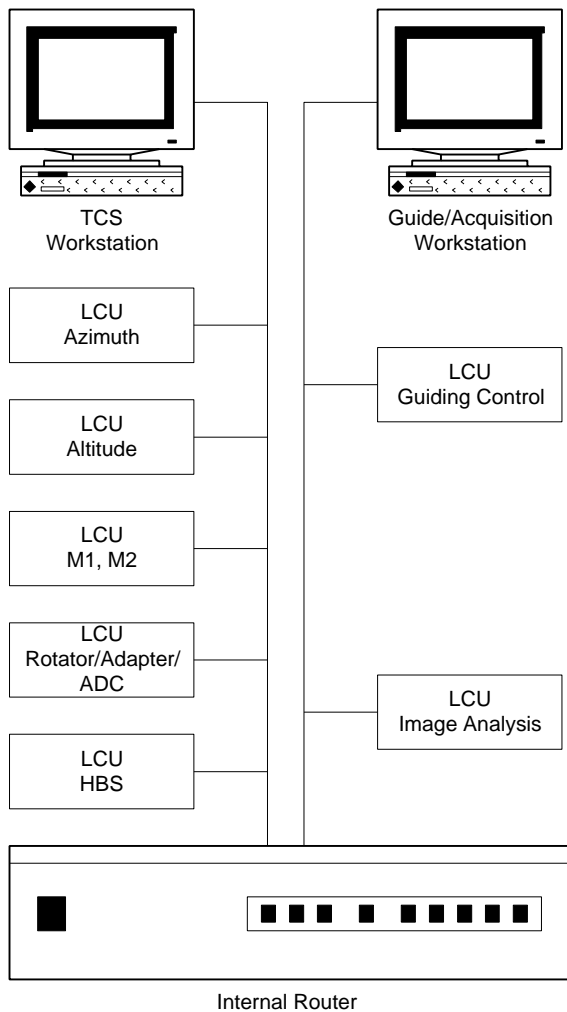 TCS
Workstation
Guide/Acquisition
Workstation
LCU
Azimuth
LCU
Altitude
LCU
M1, M2
LCU
Rotator/Adapter/
ADC
LCU
HBS
LCU
Guiding Control
LCU
Image Analysis
Internal Router